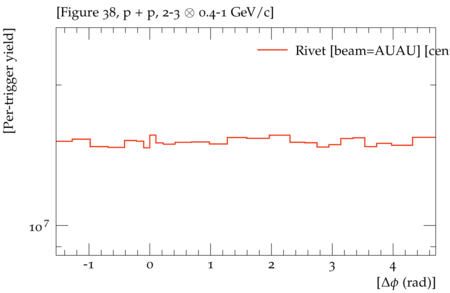 [Figure 38, p + p, 2-3 ⊗ 0.4-1 GeV/c]
Rivet [beam=AUAU] [cen
[Per-trigger yield]
10⁷
-1 0 1 2 3 4
[Δϕ (rad)]